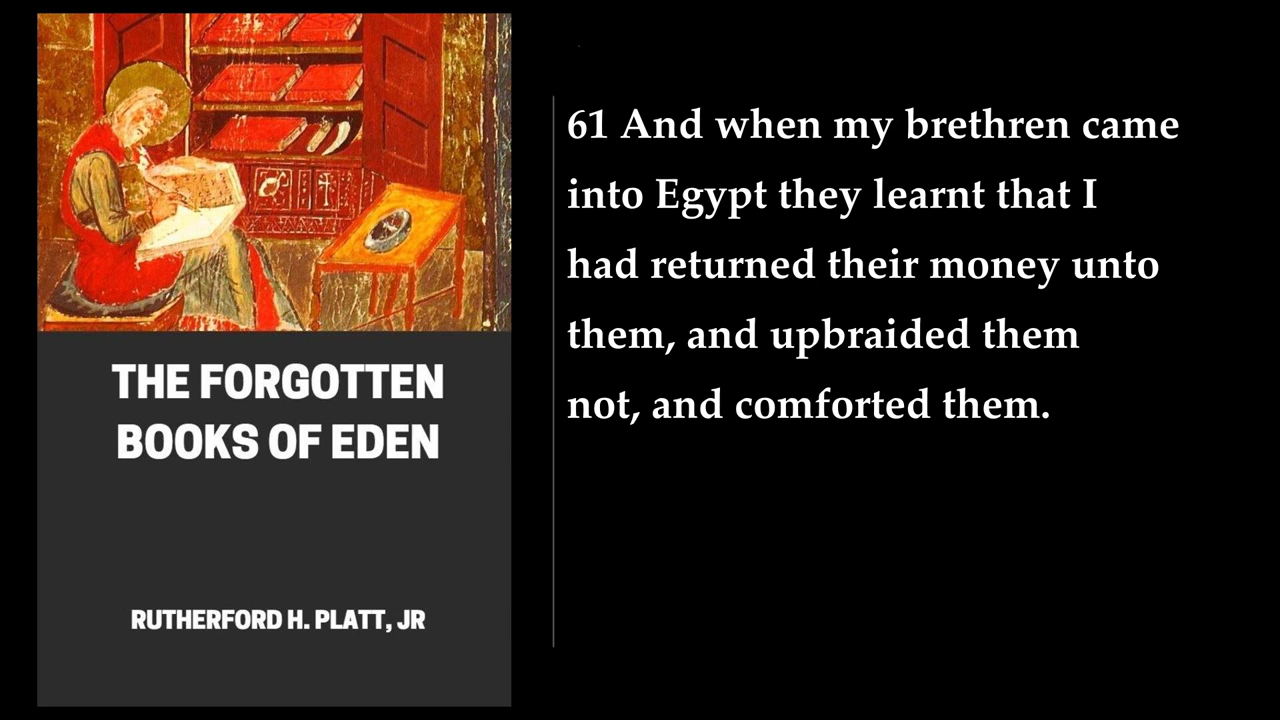 THE FORGOTTEN
BOOKS OF EDEN
RUTHERFORD H. PLATT, JR
61 And when my brethren came
into Egypt they learnt that I
had returned their money unto
them, and upbraided them
not, and comforted them.